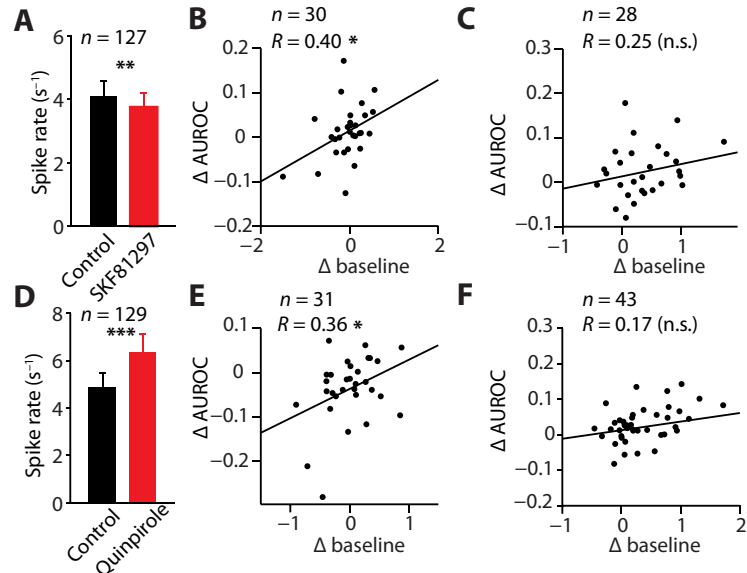 A
n = 127
**
Spike rate (s⁻¹)
6
4
2
0
Control
SKF81297
B
n = 30
R = 0.40 *
Δ AUROC
0.2
0.1
0
−0.1
−0.2
−2
0
2
Δ baseline
C
n = 28
R = 0.25 (n.s.)
Δ AUROC
0.3
0.2
0.1
0
−0.1
−1
0
1
Δ baseline
D
n = 129
***
Spike rate (s⁻¹)
8
6
4
2
0
Control
Quinpirole
E
n = 31
R = 0.36 *
Δ AUROC
0.1
0
−0.1
−0.2
−1
0
1
Δ baseline
F
n = 43
R = 0.17 (n.s.)
Δ AUROC
0.3
0.2
0.1
0
−0.1
−0.2
−1
0
1
2
Δ baseline